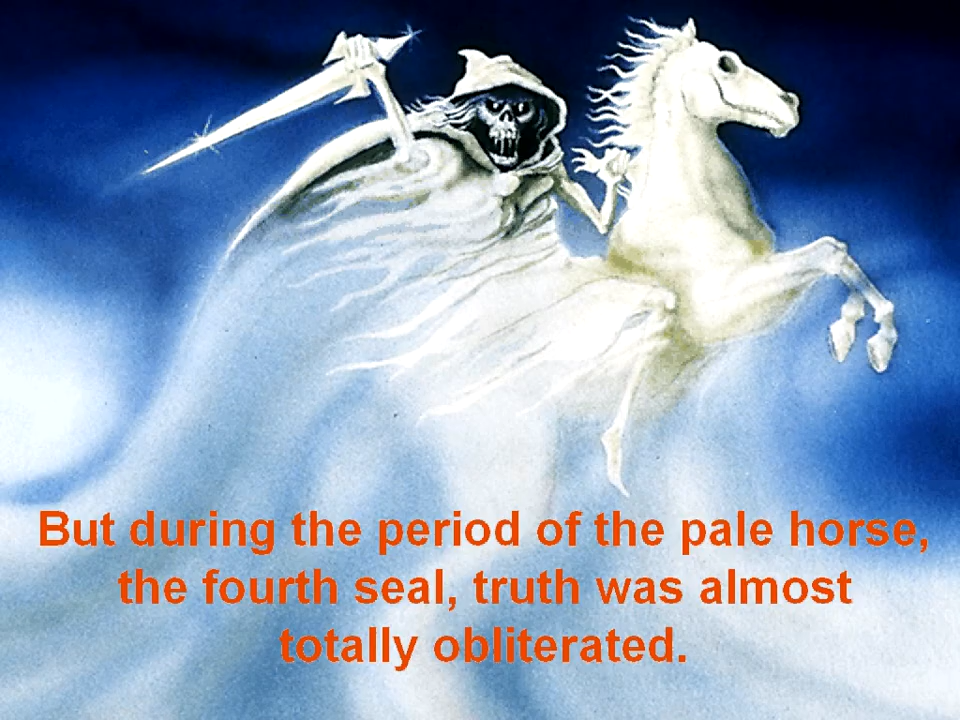 But during the period of the pale horse,
the fourth seal, truth was almost
totally obliterated.